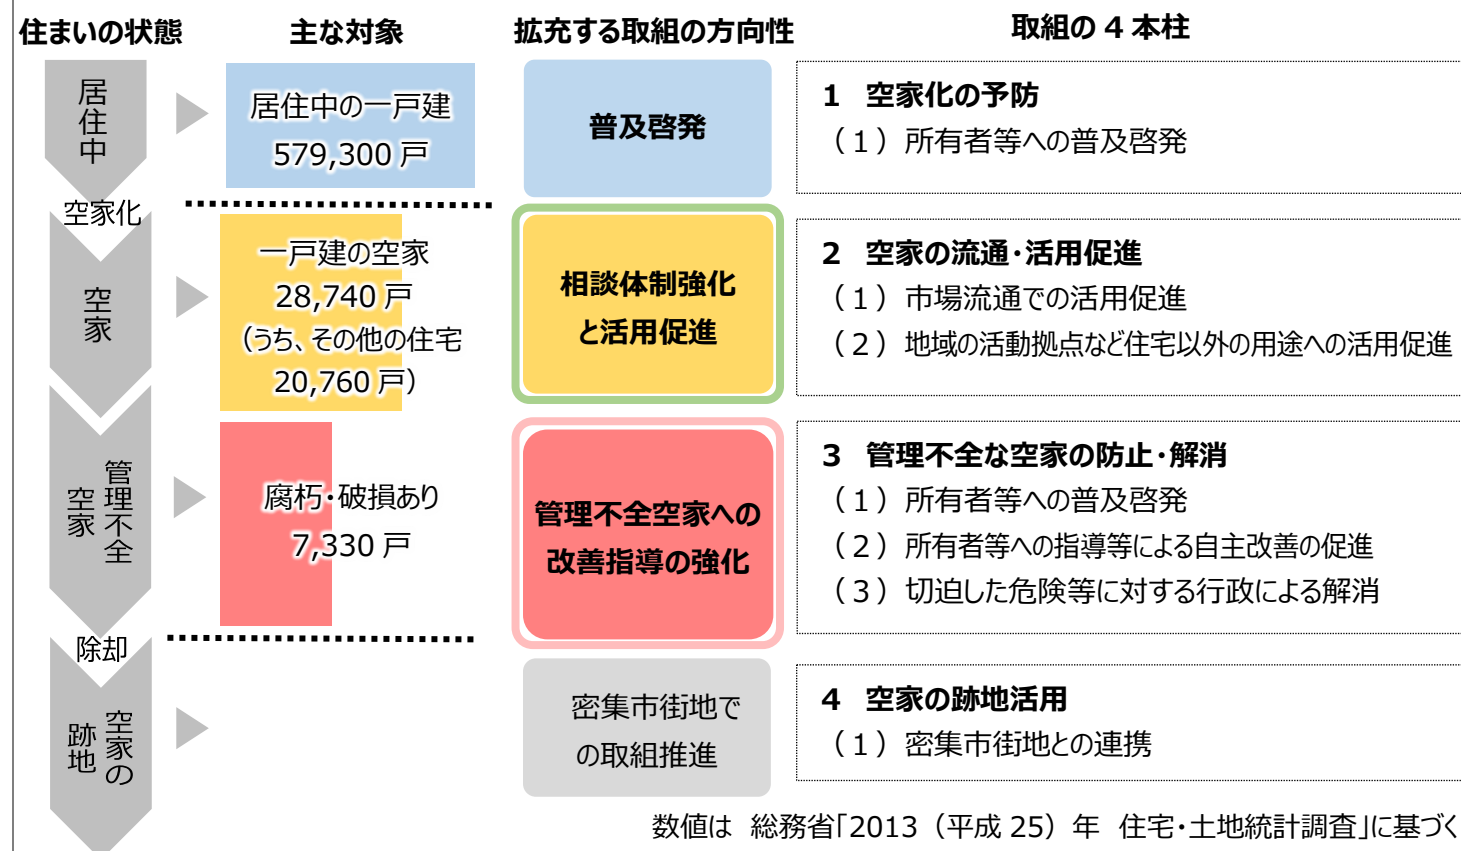 住まいの状態
主な対象
拡充する取組の方向性
取組の4本柱
居住中
居住中の一戸建
579,300 戸
普及啓発
1 空家化の予防
（1）所有者等への普及啓発
空家化
空家
一戸建の空家
28,740 戸
（うち、その他の住宅
20,760 戸）
相談体制強化
と活用促進
2 空家の流通・活用促進
（1）市場流通での活用促進
（2）地域の活動拠点など住宅以外の用途への活用促進
管理不全
空家
腐朽・破損あり
7,330 戸
管理不全空家への
改善指導の強化
3 管理不全な空家の防止・解消
（1）所有者等への普及啓発
（2）所有者等への指導等による自主改善の促進
（3）切迫した危険等に対する行政による解消
除却
空家の
跡地
密集市街地で
の取組推進
4 空家の跡地活用
（1）密集市街地との連携
数値は 総務省「2013（平成 25）年 住宅・土地統計調査」に基づく